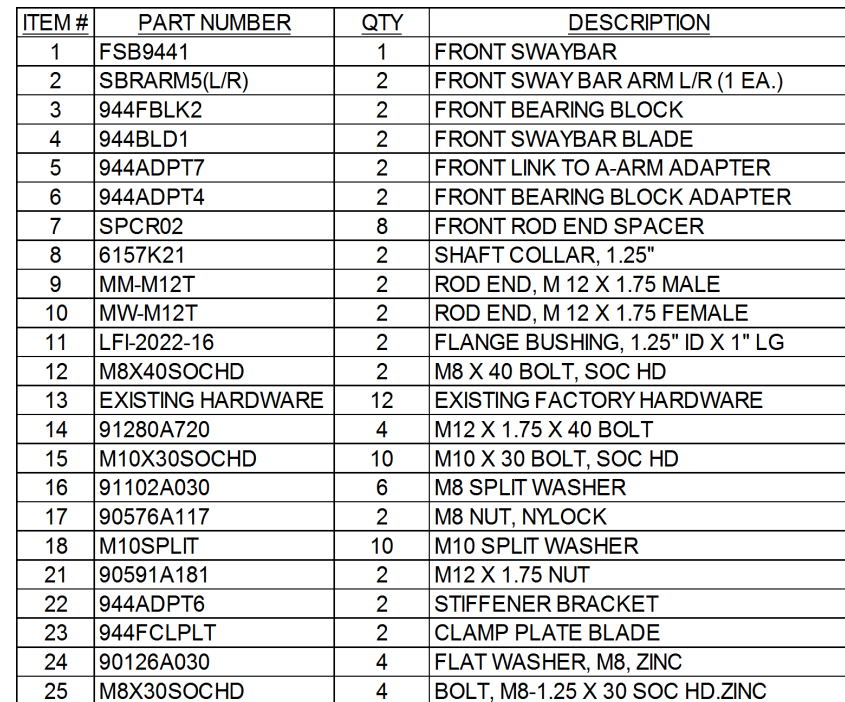 ITEM # PART NUMBER QTY DESCRIPTION
1 FSB9441 1 FRONT SWAYBAR
2 SBRARM5(L/R) 2 FRONT SWAY BAR ARM L/R (1 EA.)
3 944FBLK2 2 FRONT BEARING BLOCK
4 944BLD1 2 FRONT SWAYBAR BLADE
5 944ADPT7 2 FRONT LINK TO A-ARM ADAPTER
6 944ADPT4 2 FRONT BEARING BLOCK ADAPTER
7 SPCR02 8 FRONT ROD END SPACER
8 6157K21 2 SHAFT COLLAR, 1.25"
9 MM-M12T 2 ROD END, M 12 X 1.75 MALE
10 MW-M12T 2 ROD END, M 12 X 1.75 FEMALE
11 LFI-2022-16 2 FLANGE BUSHING, 1.25" ID X 1" LG
12 M8X40SOCHD 2 M8 X 40 BOLT, SOC HD
13 EXISTING HARDWARE 12 EXISTING FACTORY HARDWARE
14 91280A720 4 M12 X 1.75 X 40 BOLT
15 M10X30SOCHD 10 M10 X 30 BOLT, SOC HD
16 91102A030 6 M8 SPLIT WASHER
17 90576A117 2 M8 NUT, NYLOCK
18 M10SPLIT 10 M10 SPLIT WASHER
21 90591A181 2 M12 X 1.75 NUT
22 944ADPT6 2 STIFFENER BRACKET
23 944FCLPLT 2 CLAMP PLATE BLADE
24 90126A030 4 FLAT WASHER, M8, ZINC
25 M8X30SOCHD 4 BOLT, M8-1.25 X 30 SOC HD.ZINC